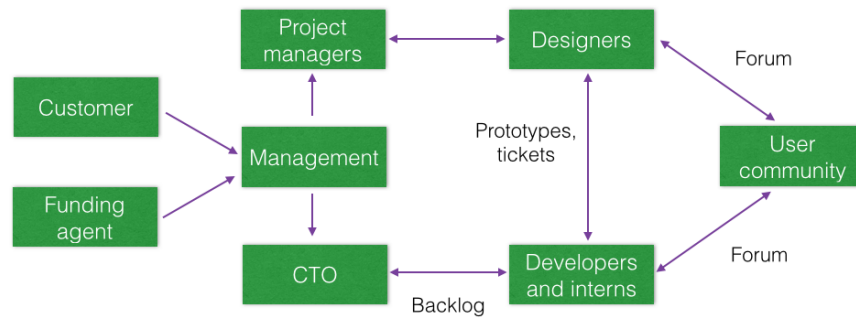 Project
managers
Designers
Forum
Customer
Prototypes,
tickets
Management
User
community
Funding
agent
CTO
Developers
and interns
Forum
Backlog